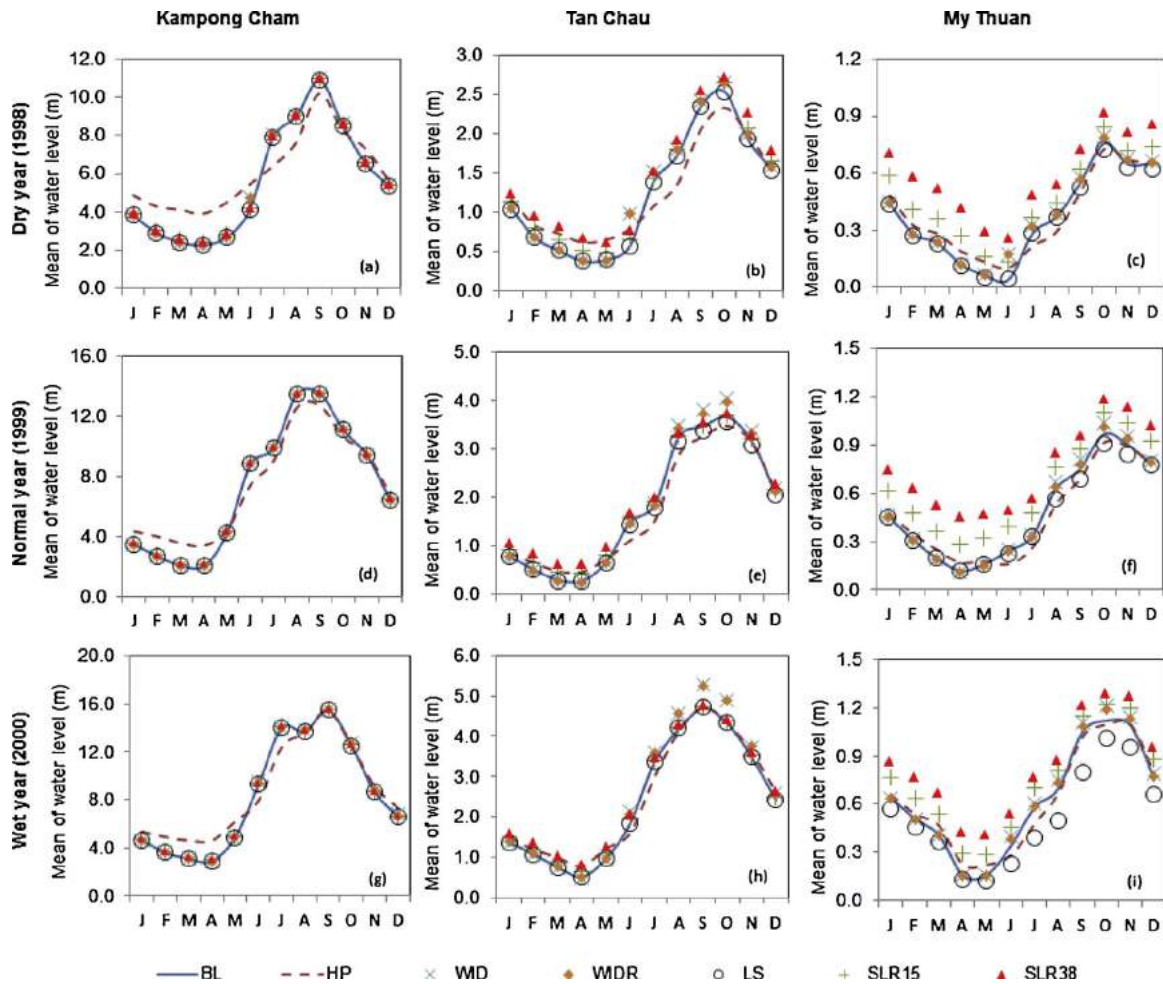 Kampong Cham Tan Chau My Thuan
Dry year (1998)
Mean of water level (m)
12.0
10.0
8.0
6.0
4.0
2.0
0.0
J F M A M J J A S O N D
(a)
Mean of water level (m)
3.0
2.5
2.0
1.5
1.0
0.5
0.0
J F M A M J J A S O N D
(b)
Mean of water level (m)
1.2
0.9
0.6
0.3
0.0
J F M A M J J A S O N D
(c)
Normal year (1999)
Mean of water level (m)
16.0
12.0
8.0
4.0
0.0
J F M A M J J A S O N D
(d)
Mean of water level (m)
5.0
4.0
3.0
2.0
1.0
0.0
J F M A M J J A S O N D
(e)
Mean of water level (m)
1.5
1.2
0.9
0.6
0.3
0.0
J F M A M J J A S O N D
(f)
Wet year (2000)
Mean of water level (m)
20.0
16.0
12.0
8.0
4.0
0.0
J F M A M J J A S O N D
(g)
Mean of water level (m)
6.0
5.0
4.0
3.0
2.0
1.0
0.0
J F M A M J J A S O N D
(h)
Mean of water level (m)
1.5
1.2
0.9
0.6
0.3
0.0
J F M A M J J A S O N D
(i)
BL HP WID WIDR LS SLR15 SLR38